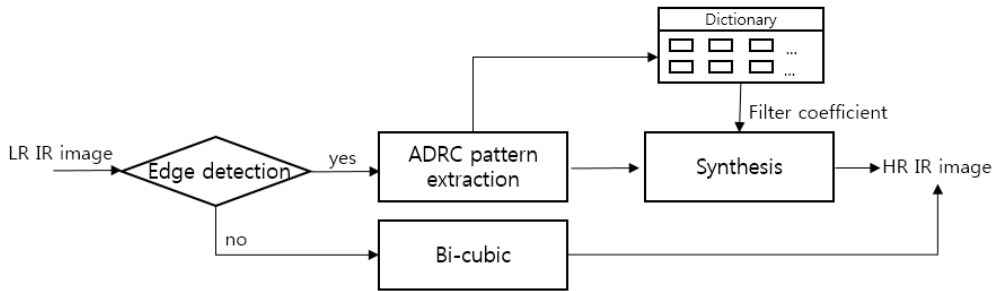 Dictionary
...
...
Filter coefficient
LR IR image
Edge detection
yes
ADRC pattern
extraction
Synthesis
HR IR image
no
Bi-cubic